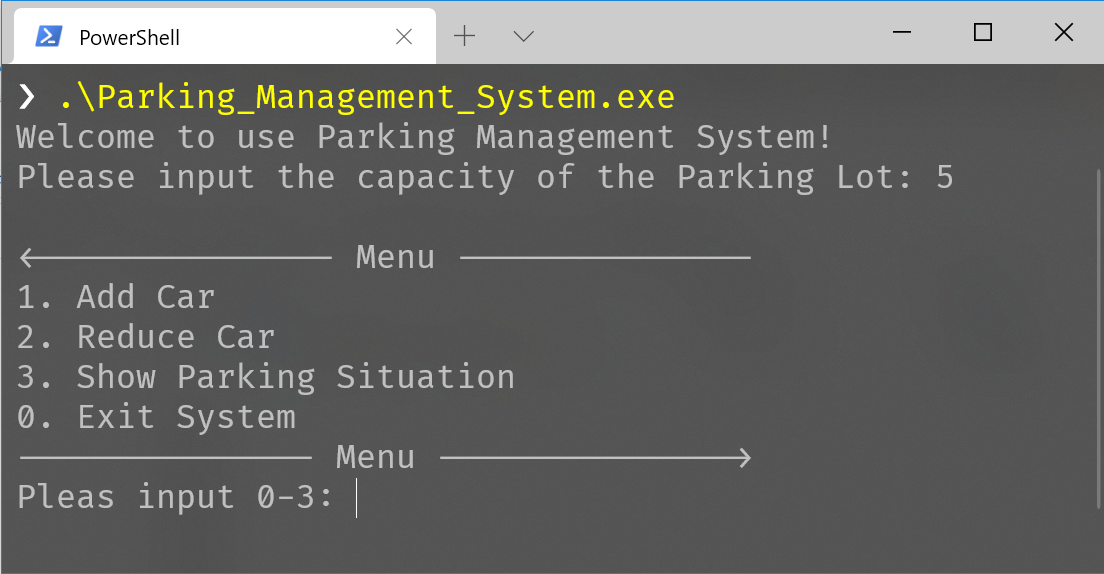 PowerShell
❯ .\Parking_Management_System.exe
Welcome to use Parking Management System!
Please input the capacity of the Parking Lot: 5
<--------------- Menu ---------------
1. Add Car
2. Reduce Car
3. Show Parking Situation
0. Exit System
--------------- Menu --------------->
Pleas input 0-3: